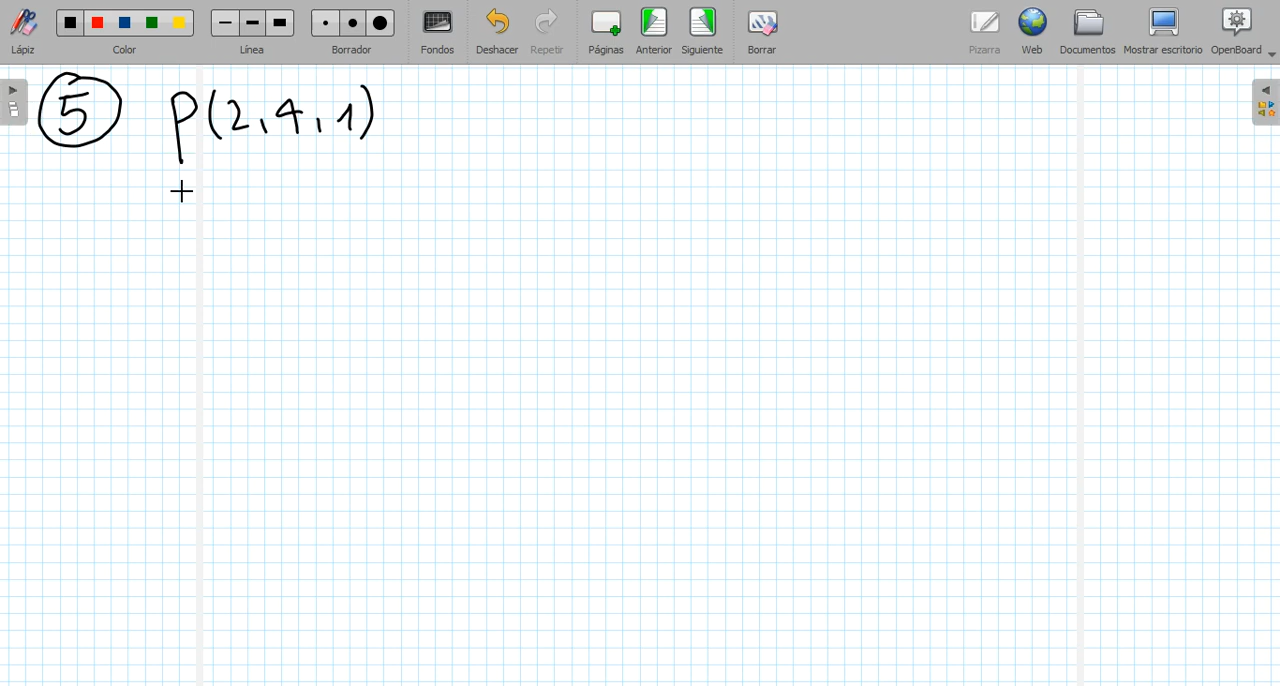 Lápiz Color Línea Borrador Fondos Deshacer Repetir Páginas Anterior Siguiente Borrar Pizarra Web Documentos Mostrar escritorio OpenBoard
5 P(2,4,1)